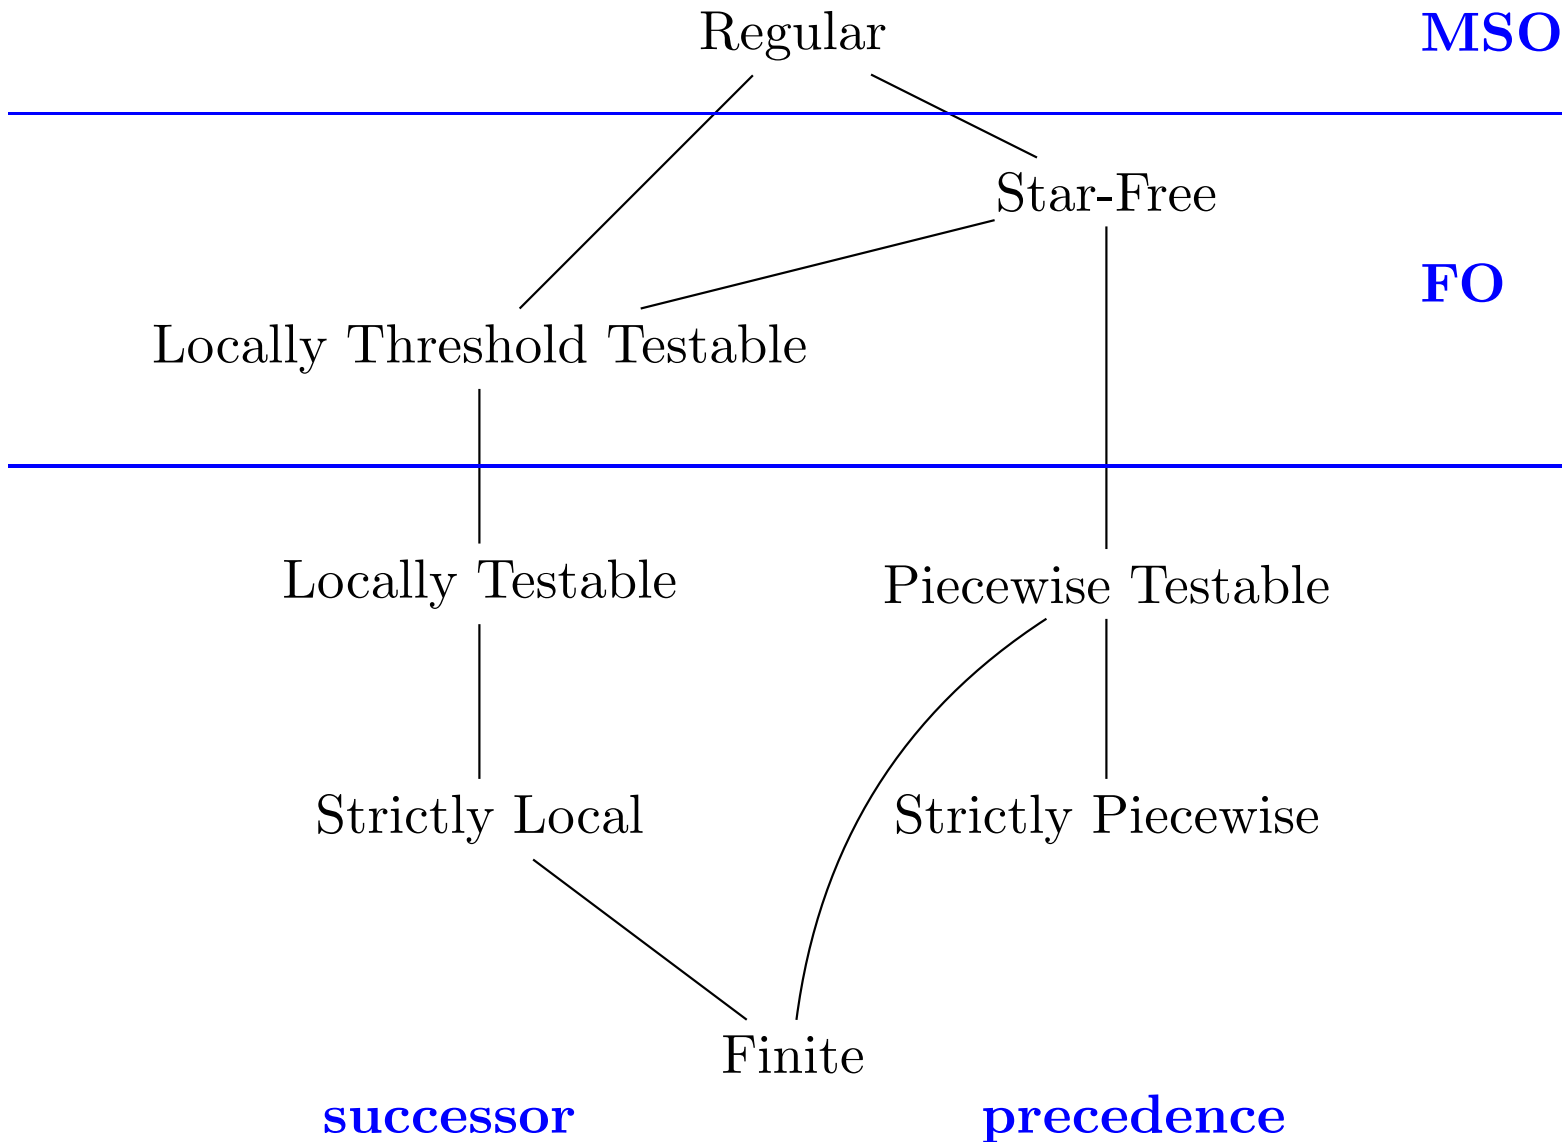 Regular
MSO
Star-Free
FO
Locally Threshold Testable
Locally Testable
Piecewise Testable
Strictly Local
Strictly Piecewise
Finite
successor
precedence